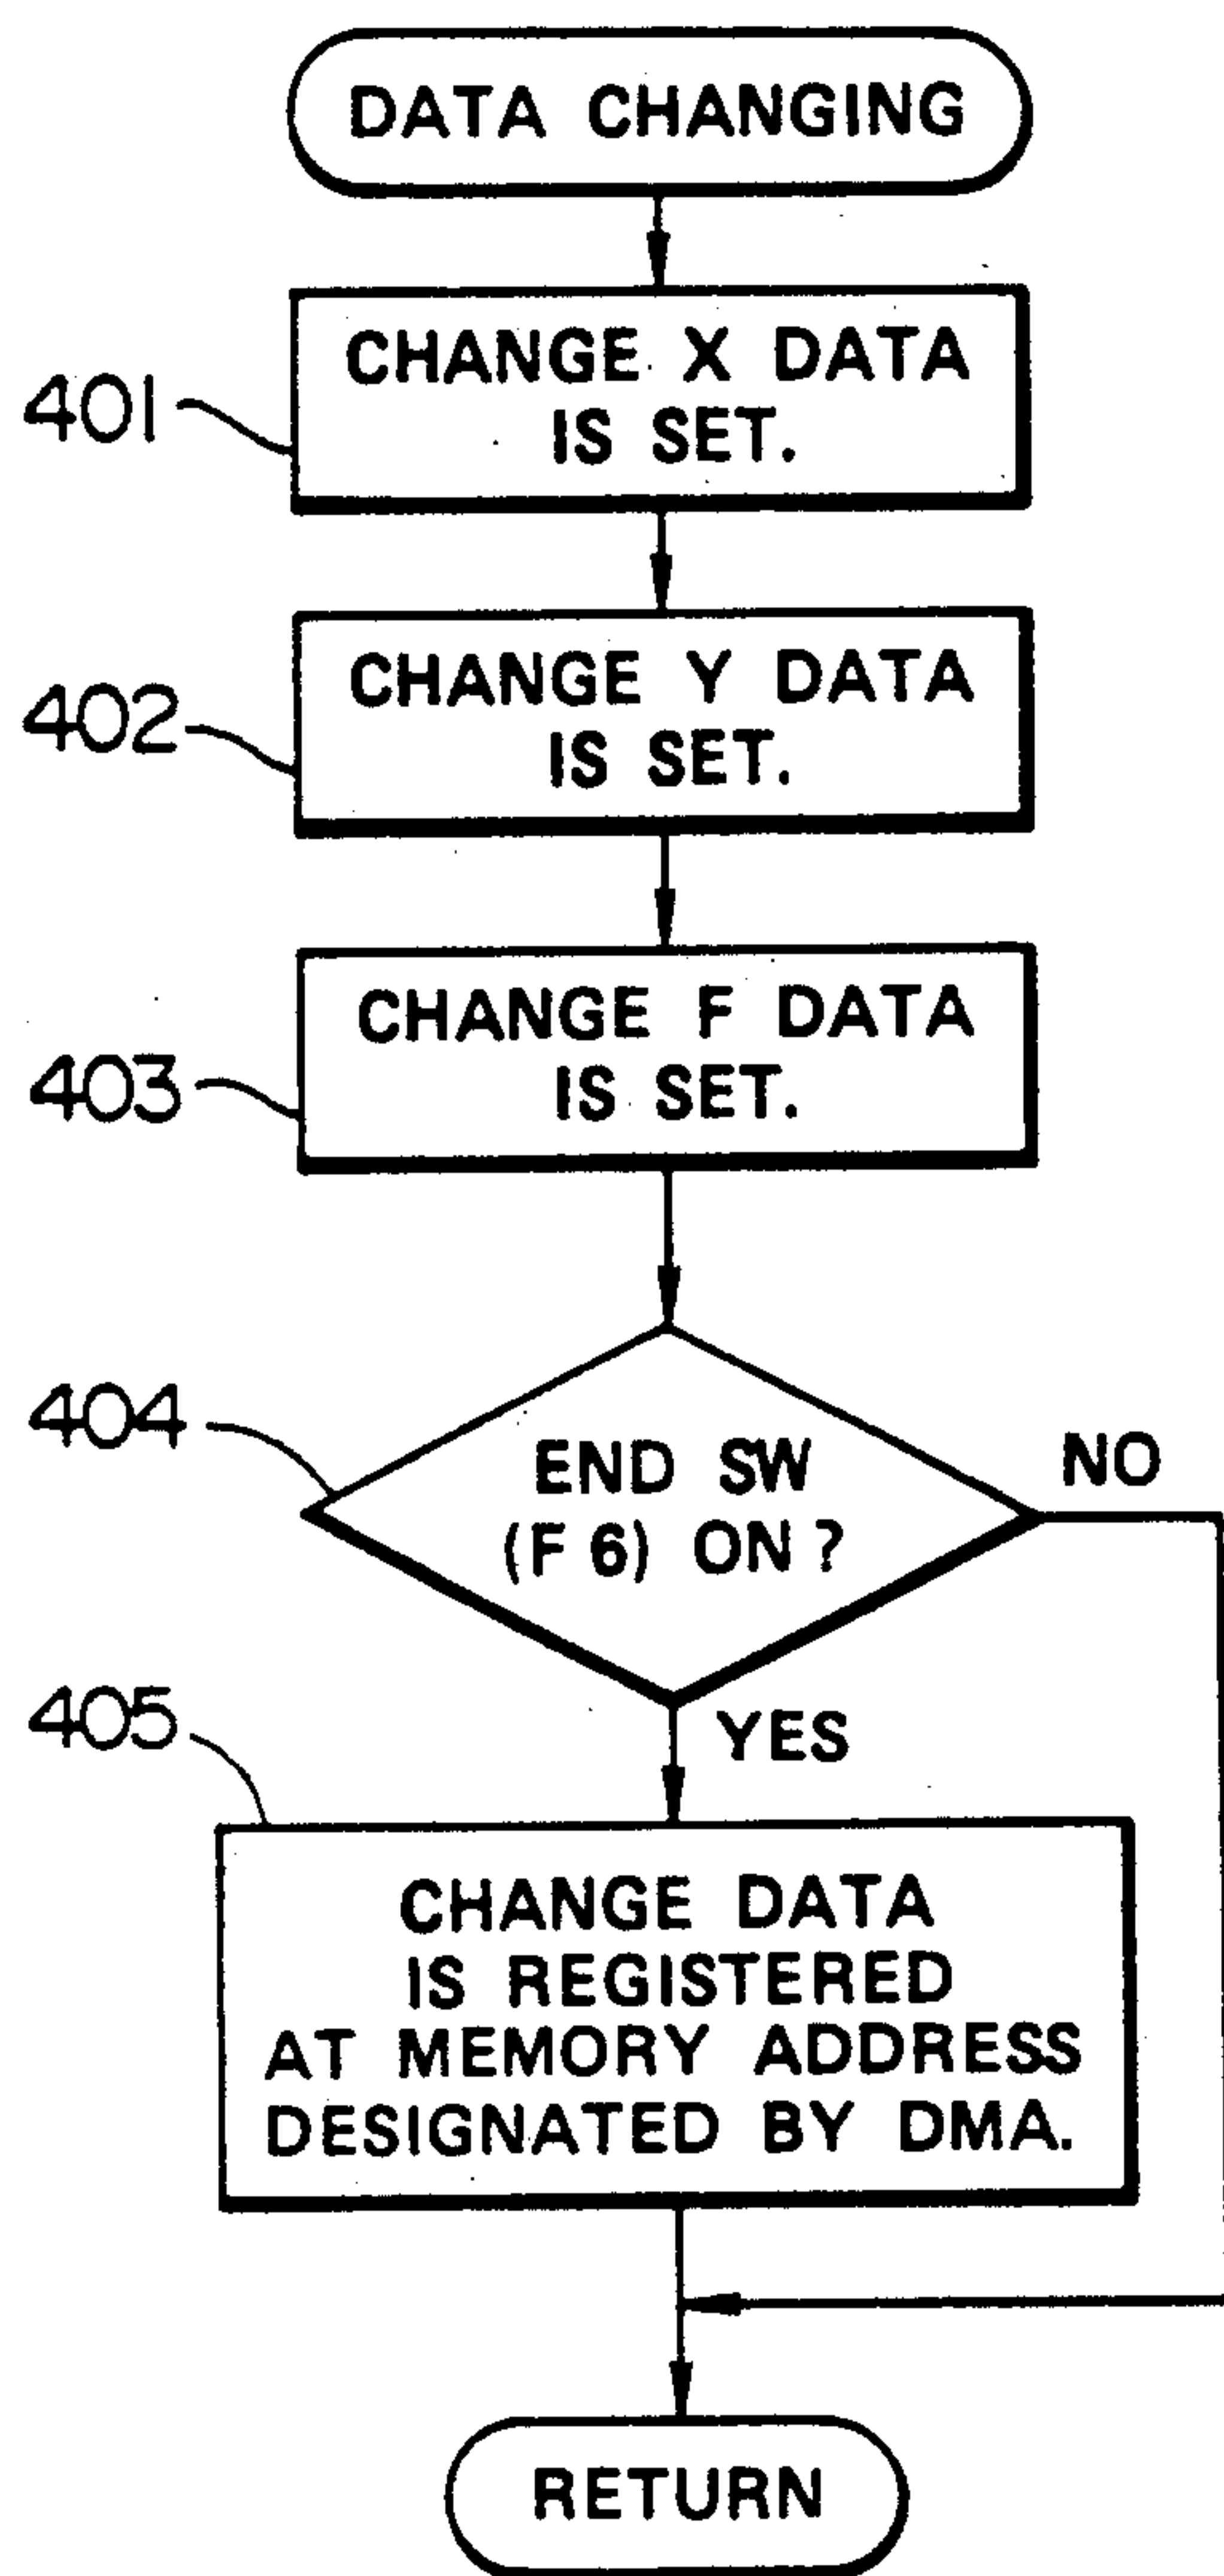 DATA CHANGING
401
CHANGE X DATA
IS SET.
402
CHANGE Y DATA
IS SET.
403
CHANGE F DATA
IS SET.
404
END SW
(F 6) ON?
NO
YES
405
CHANGE DATA
IS REGISTERED
AT MEMORY ADDRESS
DESIGNATED BY DMA.
RETURN